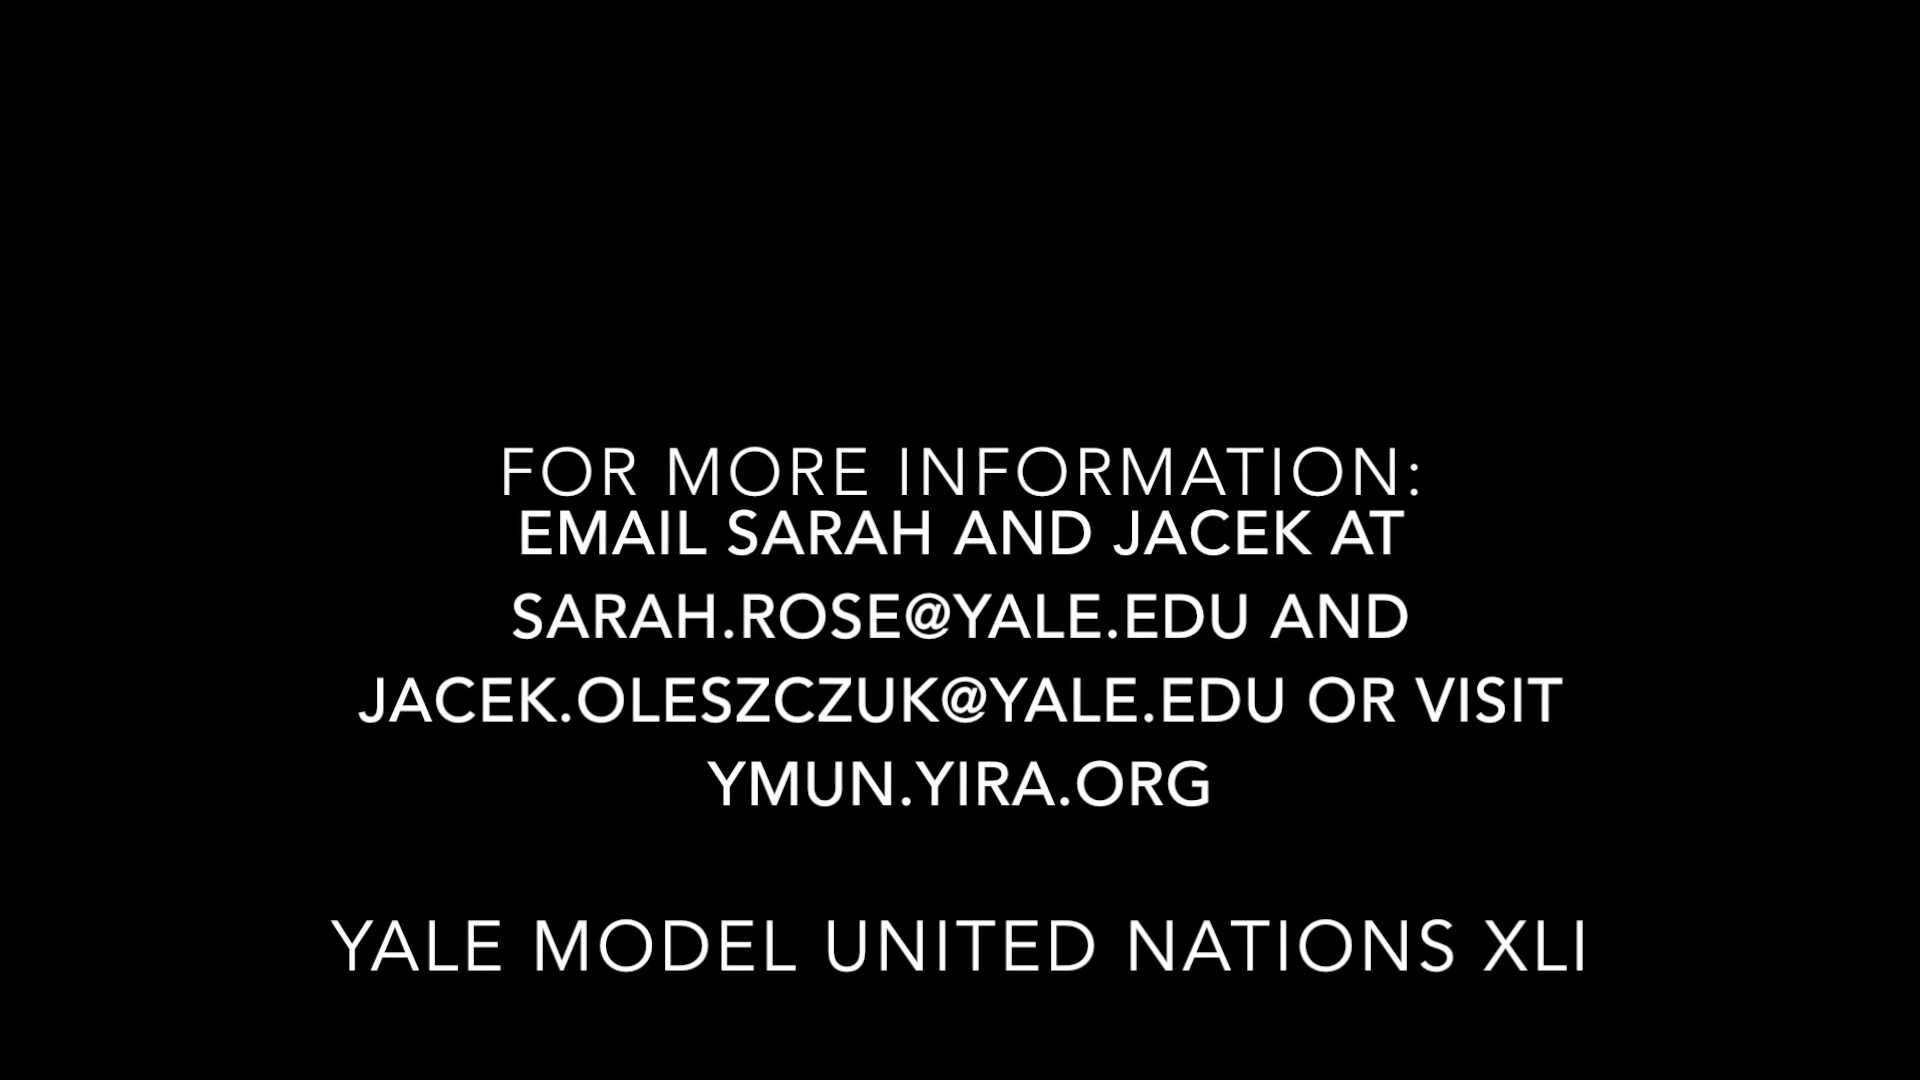 FOR MORE INFORMATION:
EMAIL SARAH AND JACEK AT
SARAH.ROSE@YALE.EDU AND
JACEK.OLESZCZUK@YALE.EDU OR VISIT
YMUN.YIRA.ORG
YALE MODEL UNITED NATIONS XLI